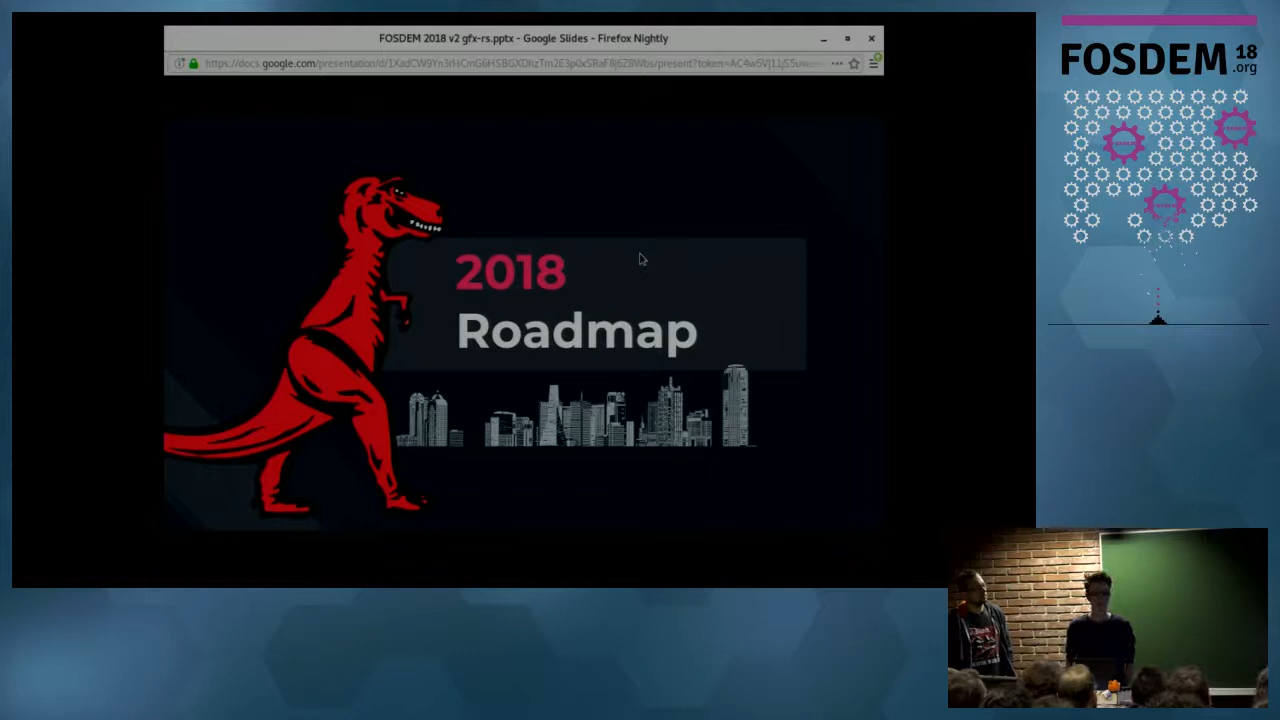 FOSDEM 2018 v2 gfx-rs.pptx - Google Slides - Firefox Nightly
2018
Roadmap
FOSDEM 18
.org